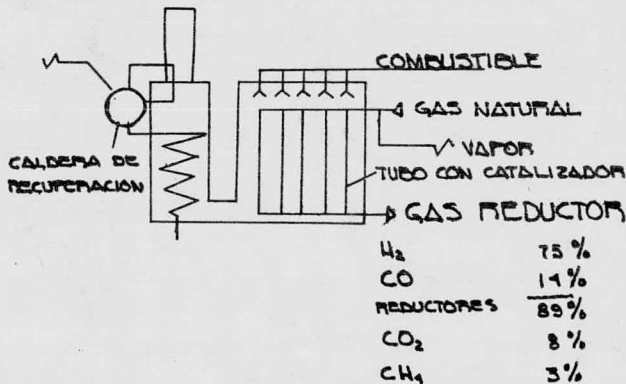 COMBUSTIBLE
GAS NATURAL
VAPOR
TUBO CON CATALIZADOR
CALDERA DE
RECUPERACIÓN
GAS REDUCTOR
H₂ 75 %
CO 14 %
REDUCTORES 89%
CO₂ 8 %
CH₄ 3%